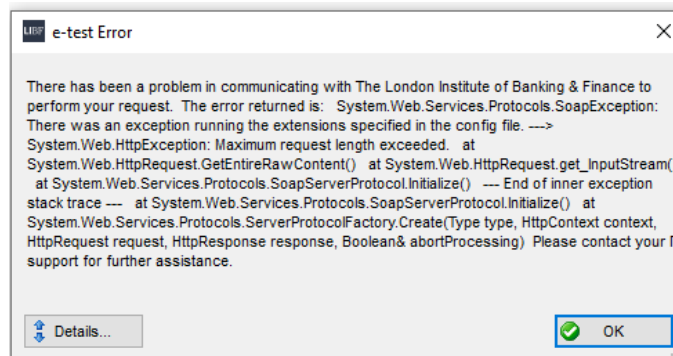 LIBF e-test Error
There has been a problem in communicating with The London Institute of Banking & Finance to
perform your request. The error returned is: System.Web.Services.Protocols.SoapException:
There was an exception running the extensions specified in the config file. --->
System.Web.HttpException: Maximum request length exceeded. at
System.Web.HttpRequest.GetEntireRawContent() at System.Web.HttpRequest.get_InputStream()
at System.Web.Services.Protocols.SoapServerProtocol.Initialize() --- End of inner exception
stack trace --- at System.Web.Services.Protocols.SoapServerProtocol.Initialize() at
System.Web.Services.Protocols.ServerProtocolFactory.Create(Type type, HttpContext context,
HttpRequest request, HttpResponse response, Boolean& abortProcessing) Please contact your
support for further assistance.
Details...
OK